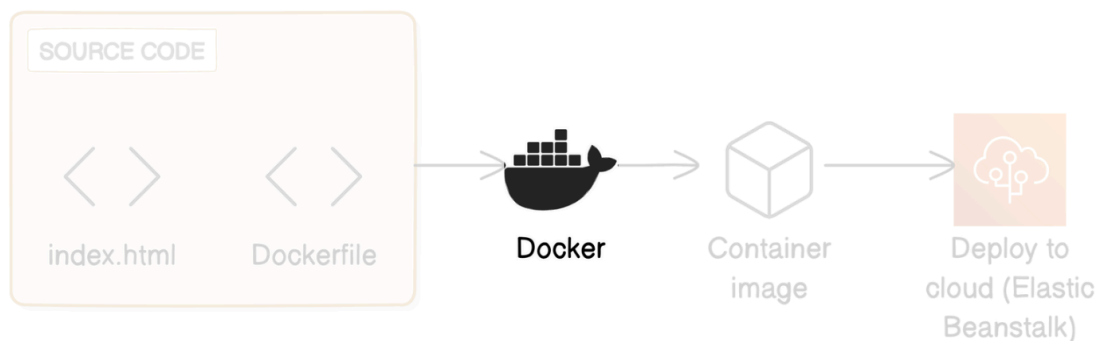 SOURCE CODE
index.html
Dockerfile
Docker
Container
image
Deploy to
cloud (Elastic
Beanstalk)